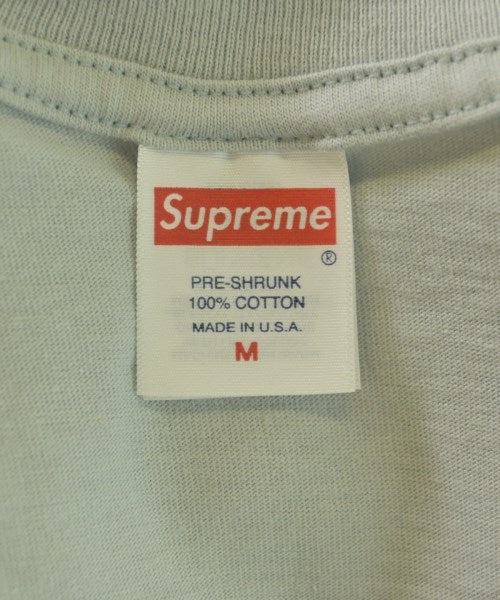 Supreme
®
PRE-SHRUNK
100% COTTON
MADE IN U.S.A.
M